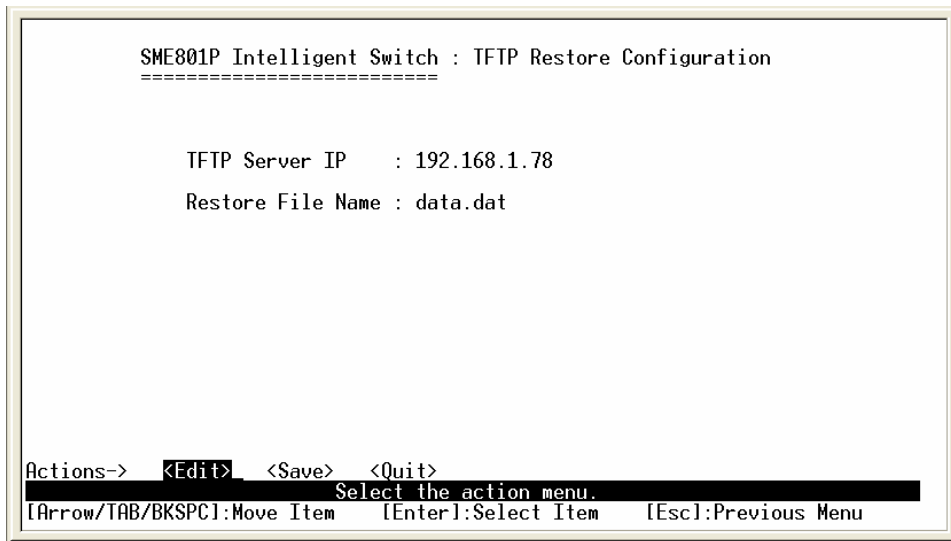 SME801P Intelligent Switch : TFTP Restore Configuration
==========================
TFTP Server IP : 192.168.1.78
Restore File Name : data.dat
Actions-> <Edit> <Save> <Quit>
Select the action menu.
[Arrow/TAB/BKSPC]:Move Item [Enter]:Select Item [Esc]:Previous Menu